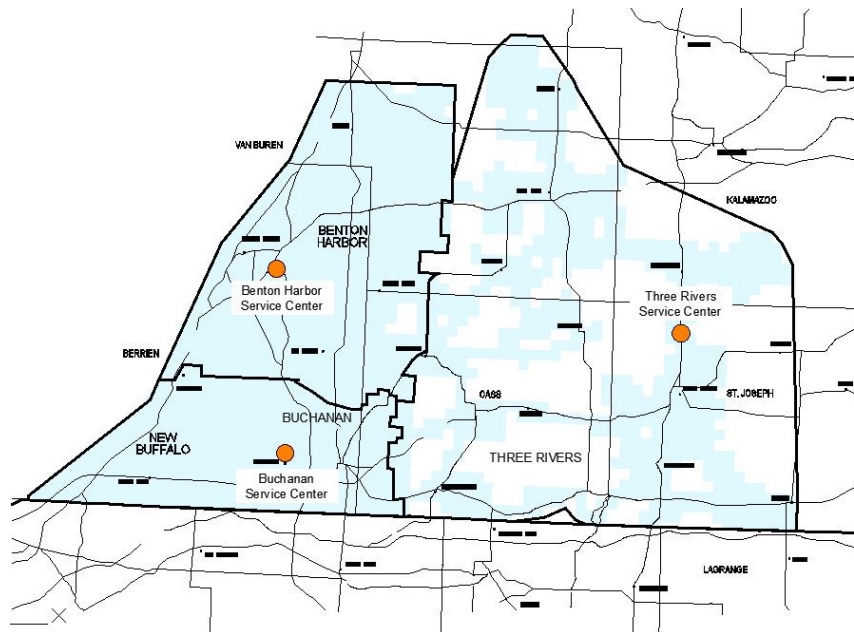 VAN BUREN
KALAMAZOO
BENTON
HARBOR
Benton Harbor
Service Center
Three Rivers
Service Center
BERRIEN
CASS
ST. JOSEPH
BUCHANAN
NEW
BUFFALO
THREE RIVERS
Buchanan
Service Center
LAGRANGE